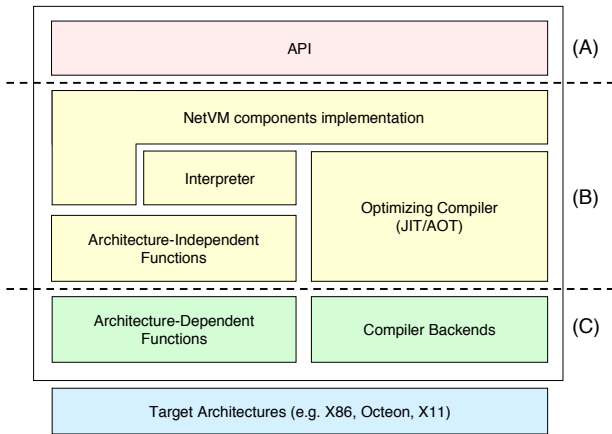 API
(A)
NetVM components implementation
Interpreter
Optimizing Compiler
(JIT/AOT)
(B)
Architecture-Independent
Functions
Architecture-Dependent
Functions
Compiler Backends
(C)
Target Architectures (e.g. X86, Octeon, X11)